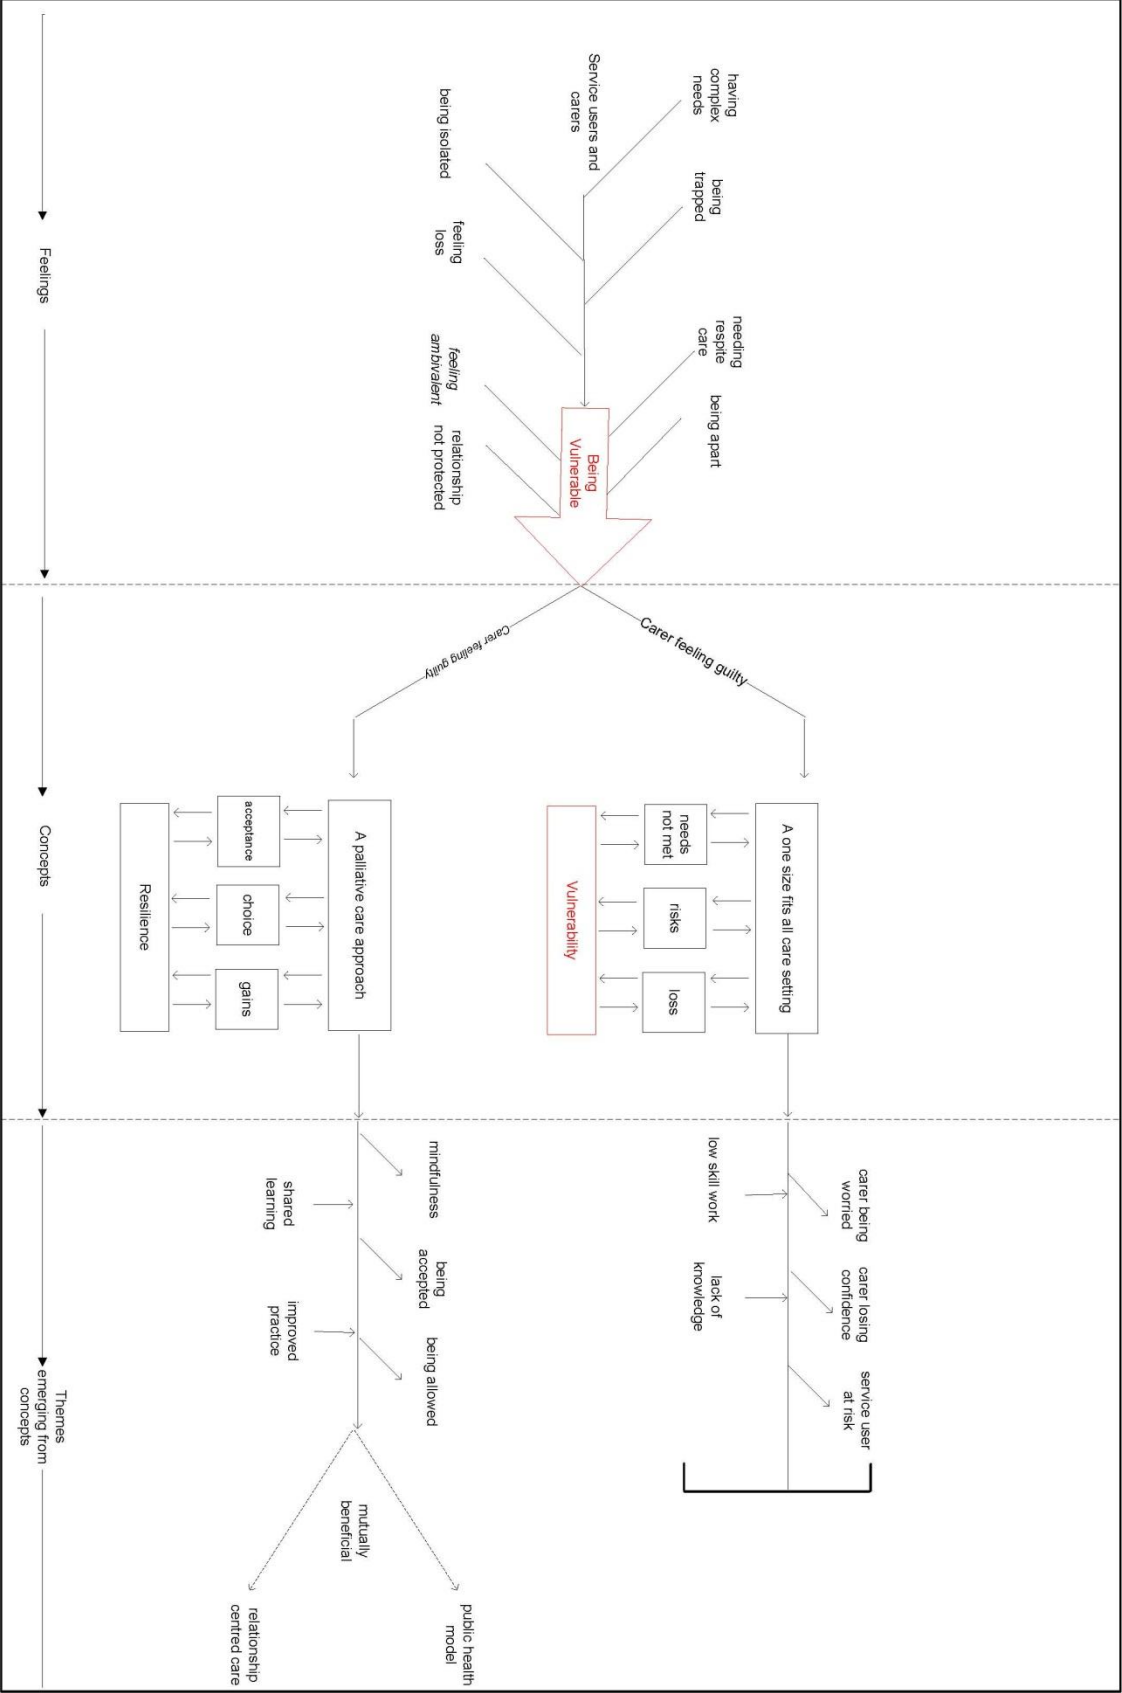 having
complex
needs
being
trapped
needing
respite
care
being apart
Service users and
carers
Being
Vulnerable
being isolated
feeling
loss
feeling
ambivalent
relationship
not protected
Carer feeling guilty
Carer feeling guilty
A one size fits all care setting
needs
not met
risks
loss
Vulnerability
A palliative care approach
acceptance
choice
gains
Resilience
carer being
worried
carer losing
confidence
service user
at risk
low skill work
lack of
knowledge
mindfulness
being
accepted
being allowed
shared
learning
improved
practice
public health
model
mutually
beneficial
relationship
centred care
Feelings
Concepts
Themes
emerging from
concepts